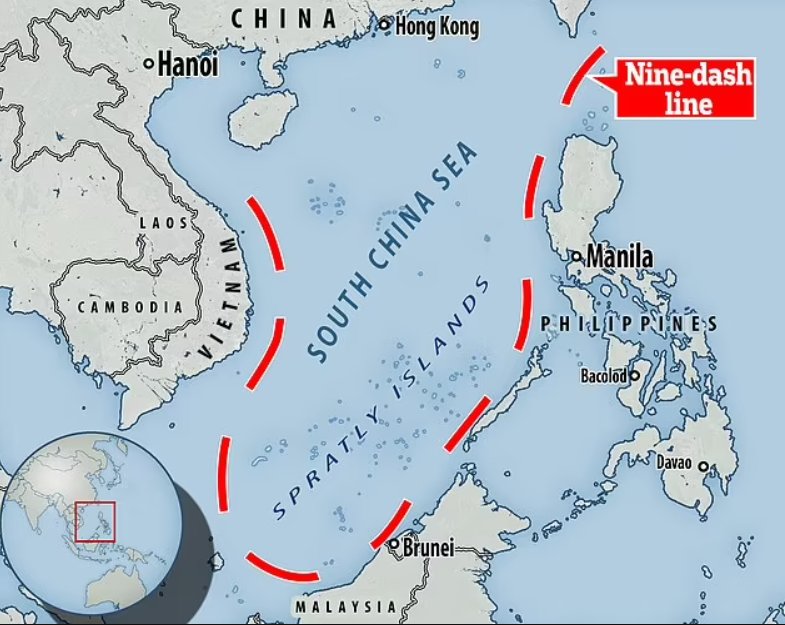 CHINA
Hong Kong
Hanoi
Nine-dash
line
SOUTH CHINA SEA
LAOS
VIETNAM
Manila
CAMBODIA
SPRATLY ISLANDS
PHILIPPINES
Bacolod
Davao
Brunei
MALAYSIA